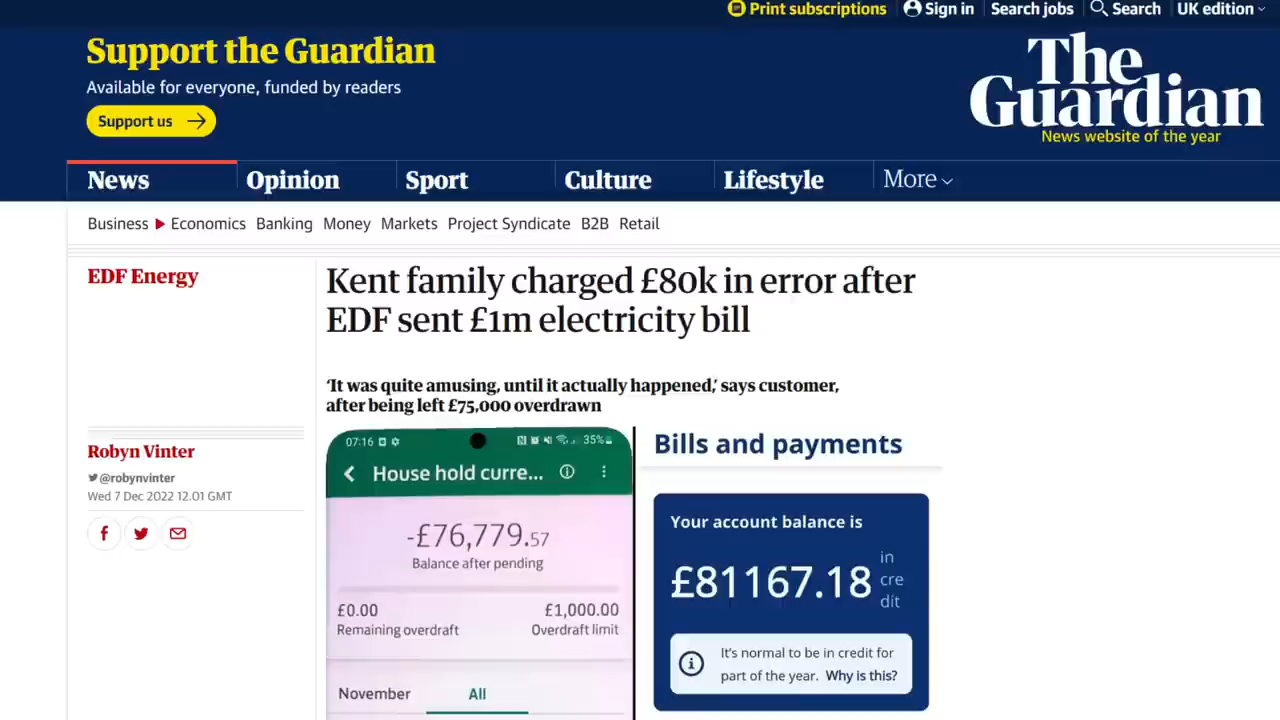 Print subscriptions
Sign in
Search jobs
Search
UK edition
Support the Guardian
Available for everyone, funded by readers
Support us
The
Guardian
News website of the year
News
Opinion
Sport
Culture
Lifestyle
More
Business
Economics
Banking
Money
Markets
Project Syndicate
B2B
Retail
EDF Energy
Kent family charged £80k in error after
EDF sent £1m electricity bill
‘It was quite amusing, until it actually happened,’ says customer,
after being left £75,000 overdrawn
Robyn Vinter
@robynvinter
Wed 7 Dec 2022 12.01 GMT
07:16
35%
House hold curre...
-£76,779.57
Balance after pending
£0.00
£1,000.00
Remaining overdraft
Overdraft limit
November
All
Bills and payments
Your account balance is
£81167.18
in
cre
dit
It's normal to be in credit for
part of the year. Why is this?